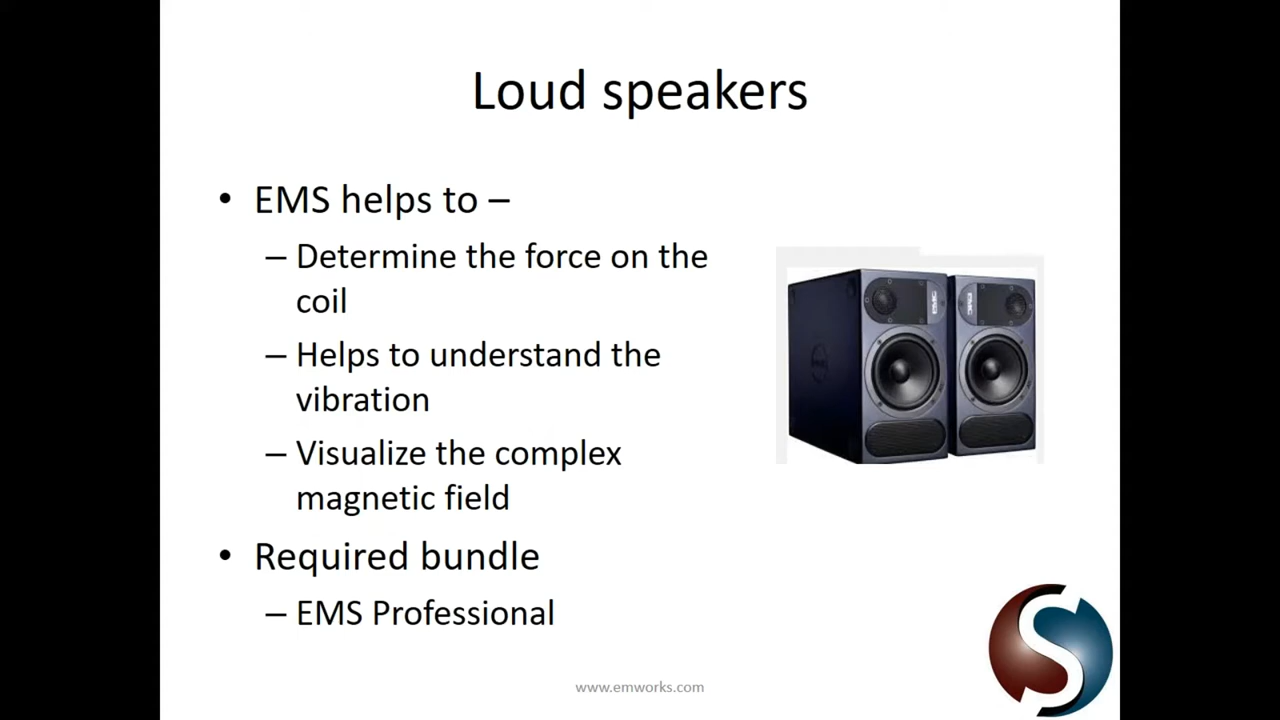 Loud speakers
• EMS helps to –
– Determine the force on the
coil
– Helps to understand the
vibration
– Visualize the complex
magnetic field
• Required bundle
– EMS Professional
www.emworks.com